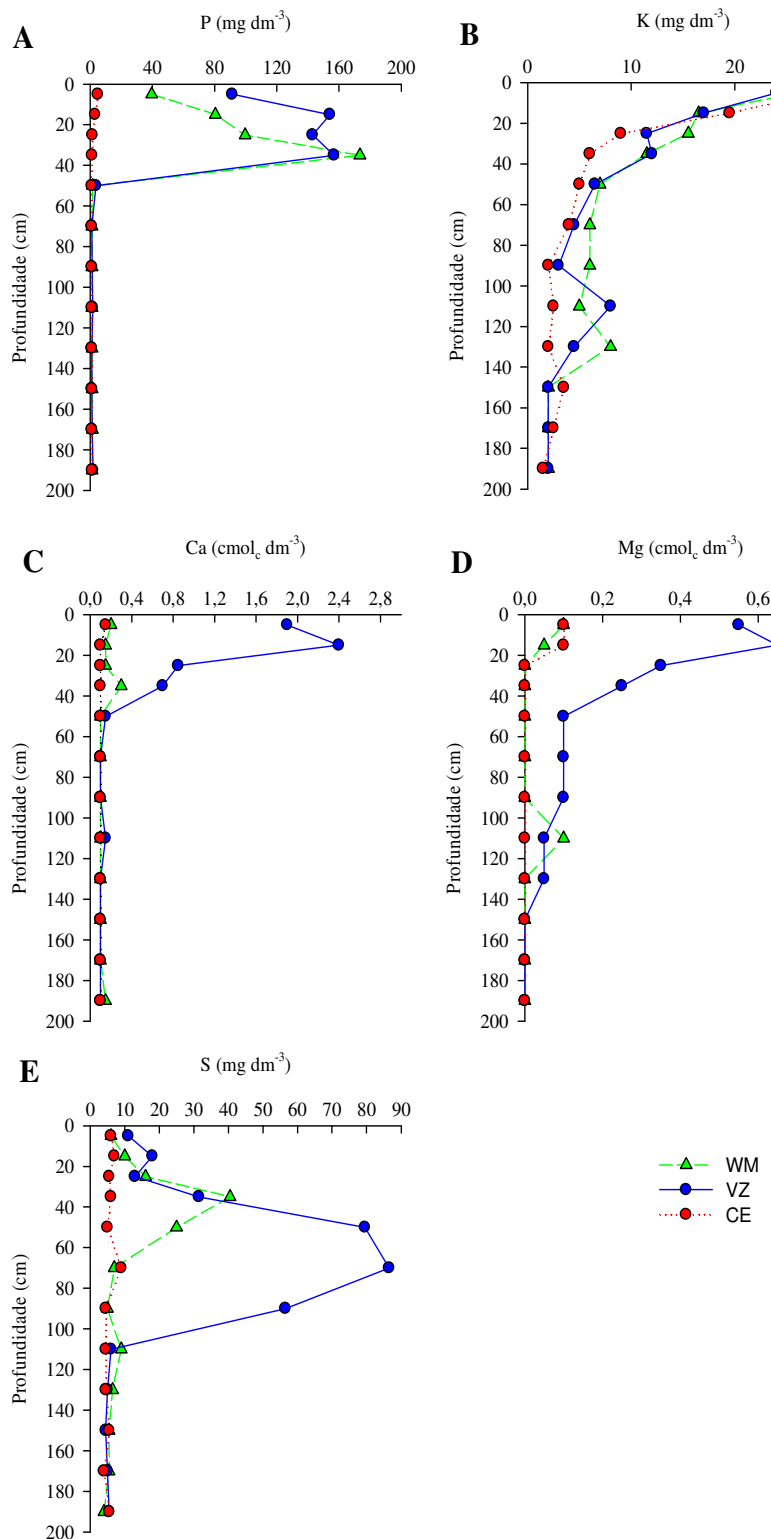 A
P (mg dm-3)
0 40 80 120 160 200
0
20
40
60
80
100
120
140
160
180
200
Profundidade (cm)
B
K (mg dm-3)
0 10 20
0
20
40
60
80
100
120
140
160
180
200
Profundidade (cm)
C
Ca (cmolc dm-3)
0,0 0,4 0,8 1,2 1,6 2,0 2,4 2,8
0
20
40
60
80
100
120
140
160
180
200
Profundidade (cm)
D
Mg (cmolc dm-3)
0,0 0,2 0,4 0,6
0
20
40
60
80
100
120
140
160
180
200
Profundidade (cm)
E
S (mg dm-3)
0 10 20 30 40 50 60 70 80 90
0
20
40
60
80
100
120
140
160
180
200
Profundidade (cm)
WM
VZ
CE